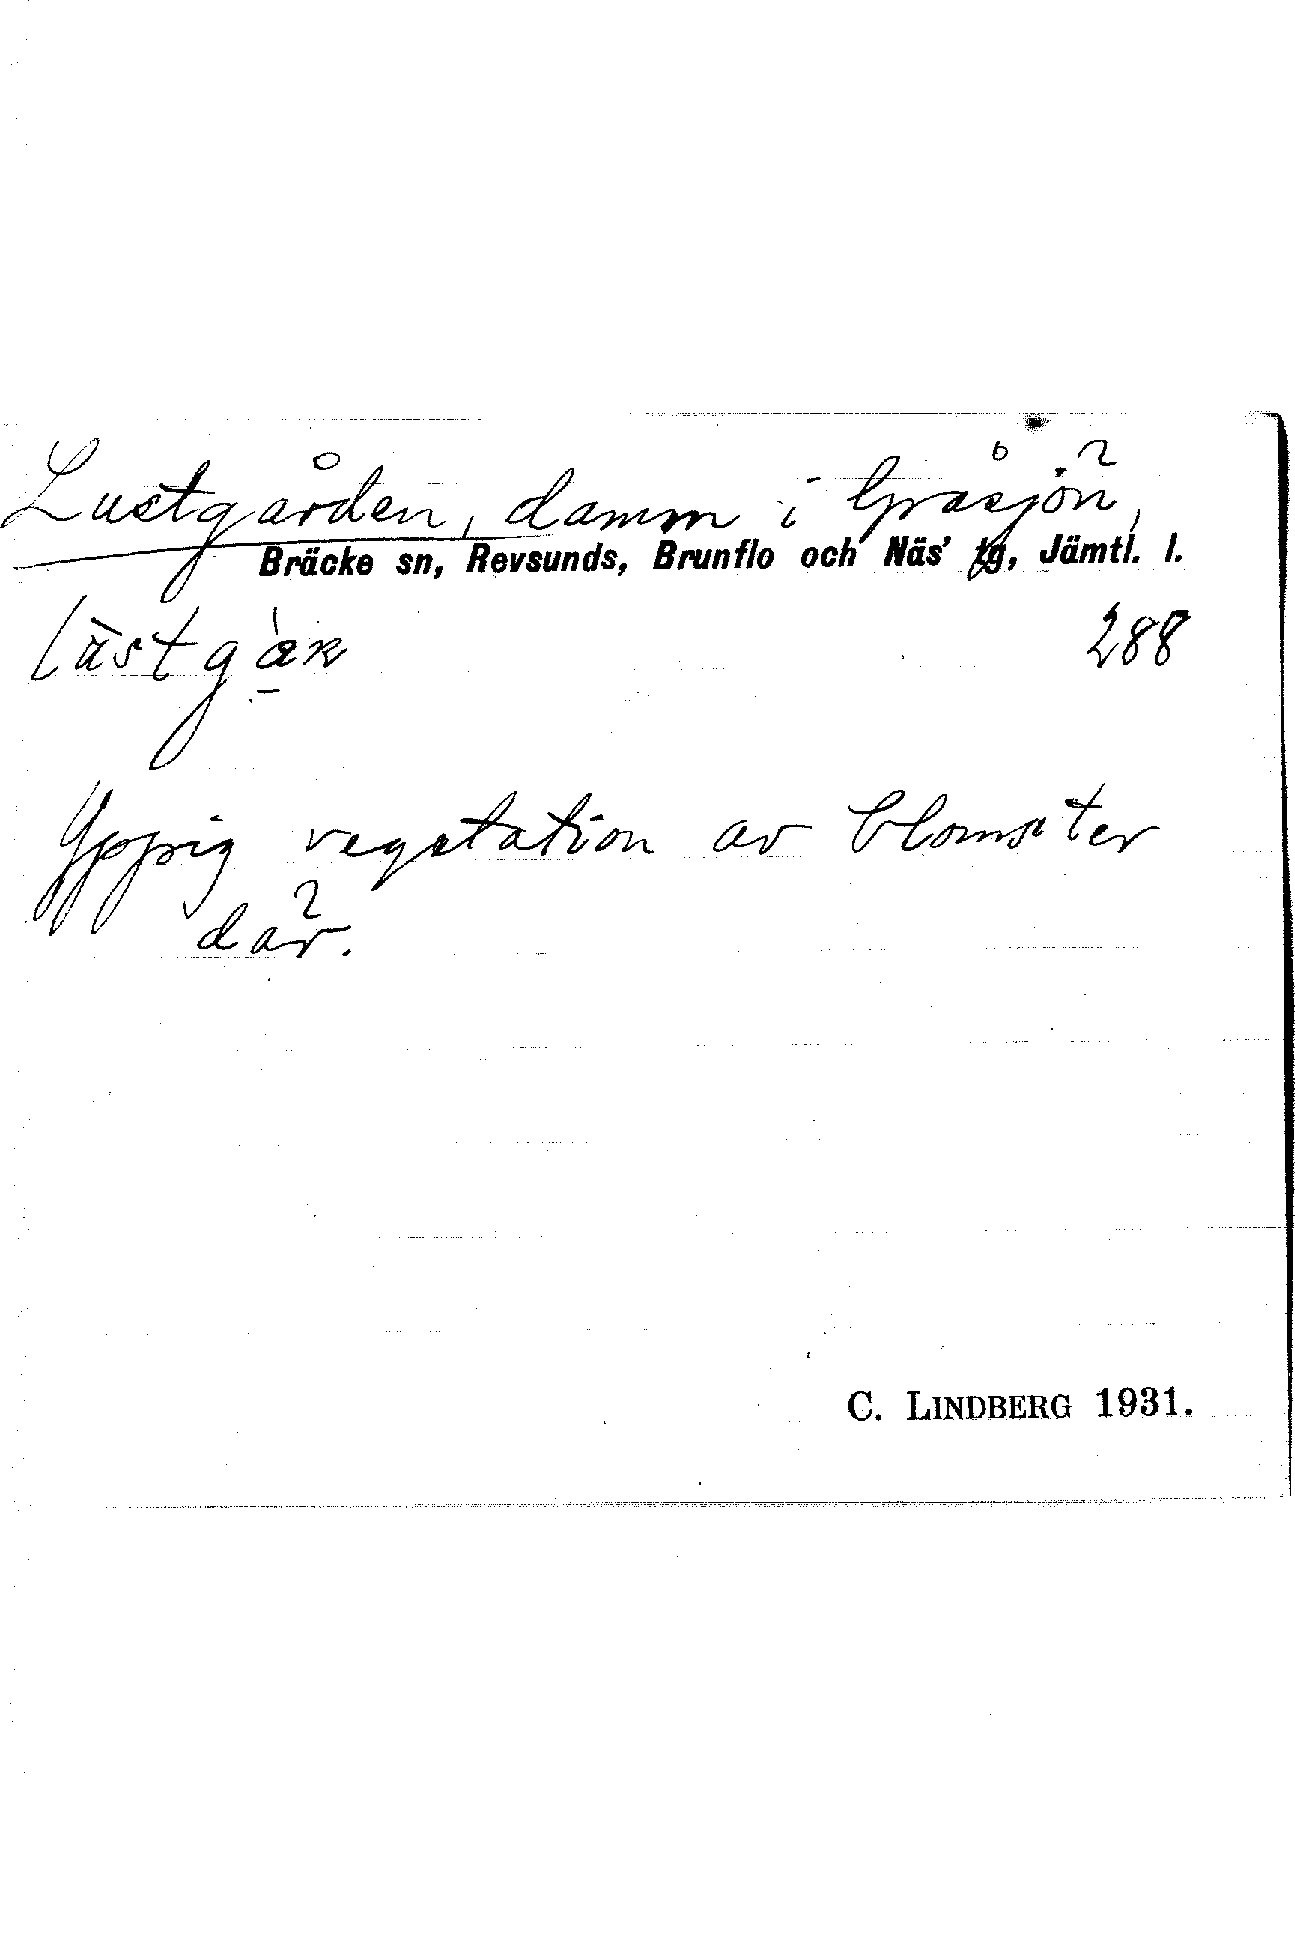 Lustgården, damm i Gråsjön,
Bräcke sn, Revsunds, Brunflo och Näs' tg, Jämtl. l.
288
Yppig vegetation av blomster
där.
C. LINDBERG 1931.